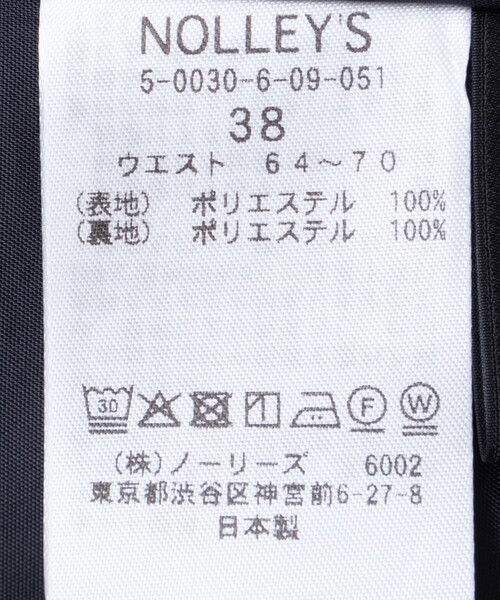 NOLLEY'S
5-0030-6-09-051
38
ウエスト 64～70
(表地) ポリエステル 100%
(裏地) ポリエステル 100%
30 F W
(株)ノーリーズ 6002
東京都渋谷区神宮前6-27-8
日本製